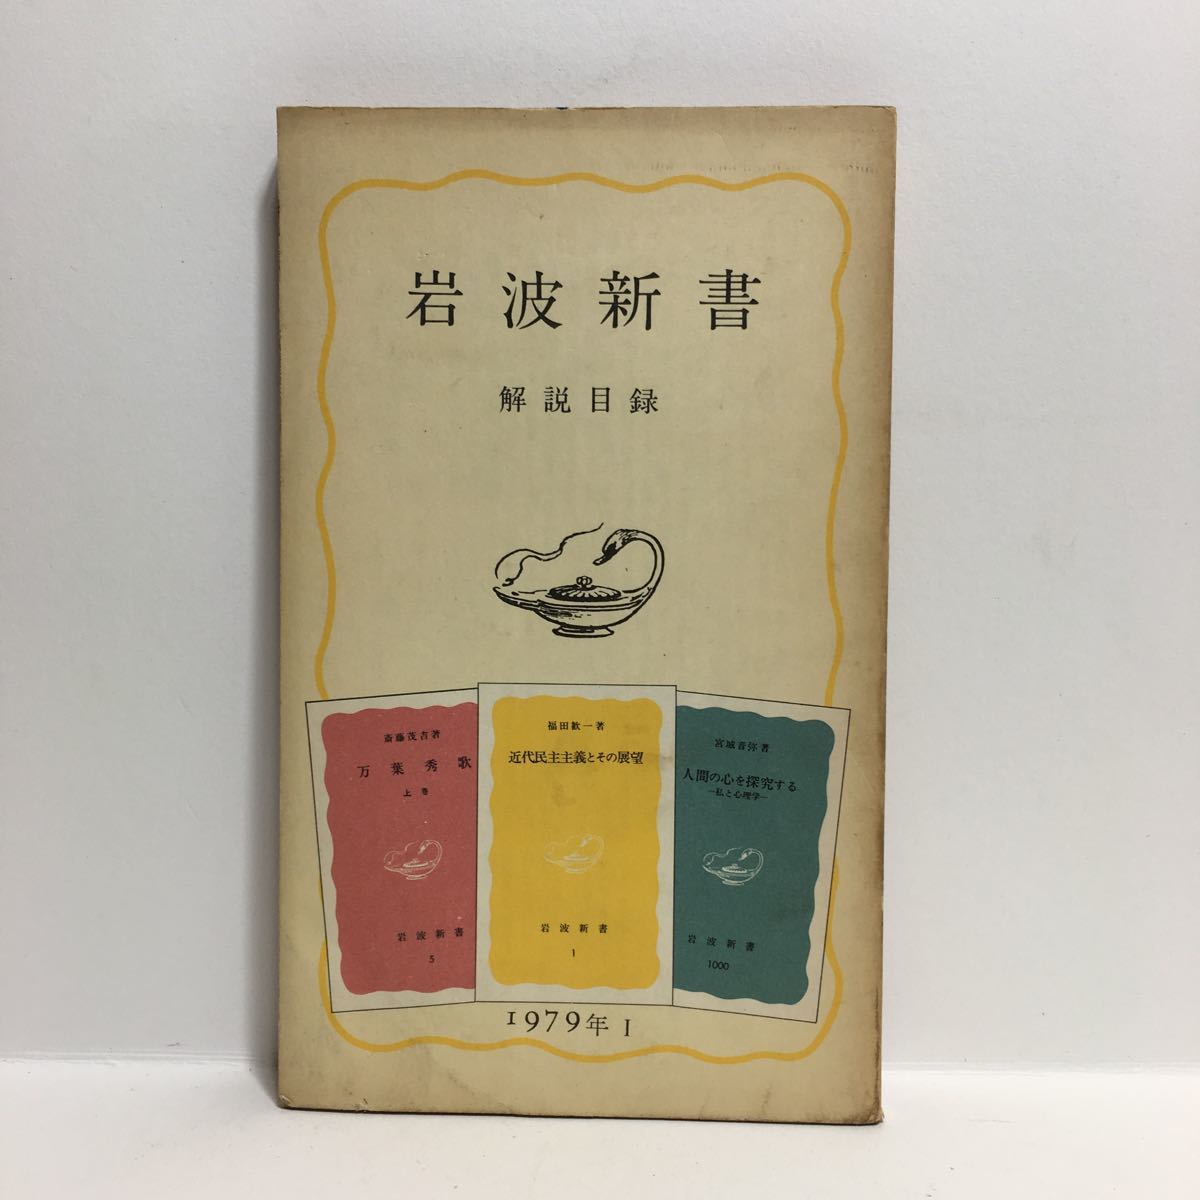 岩波新書
解説目録
斎藤茂吉著
万葉秀歌
上巻
岩波新書
5
福田歓一著
近代民主主義とその展望
岩波新書
1
宮城音弥著
人間の心を探究する
―私と心理学―
岩波新書
1000
1979年 I